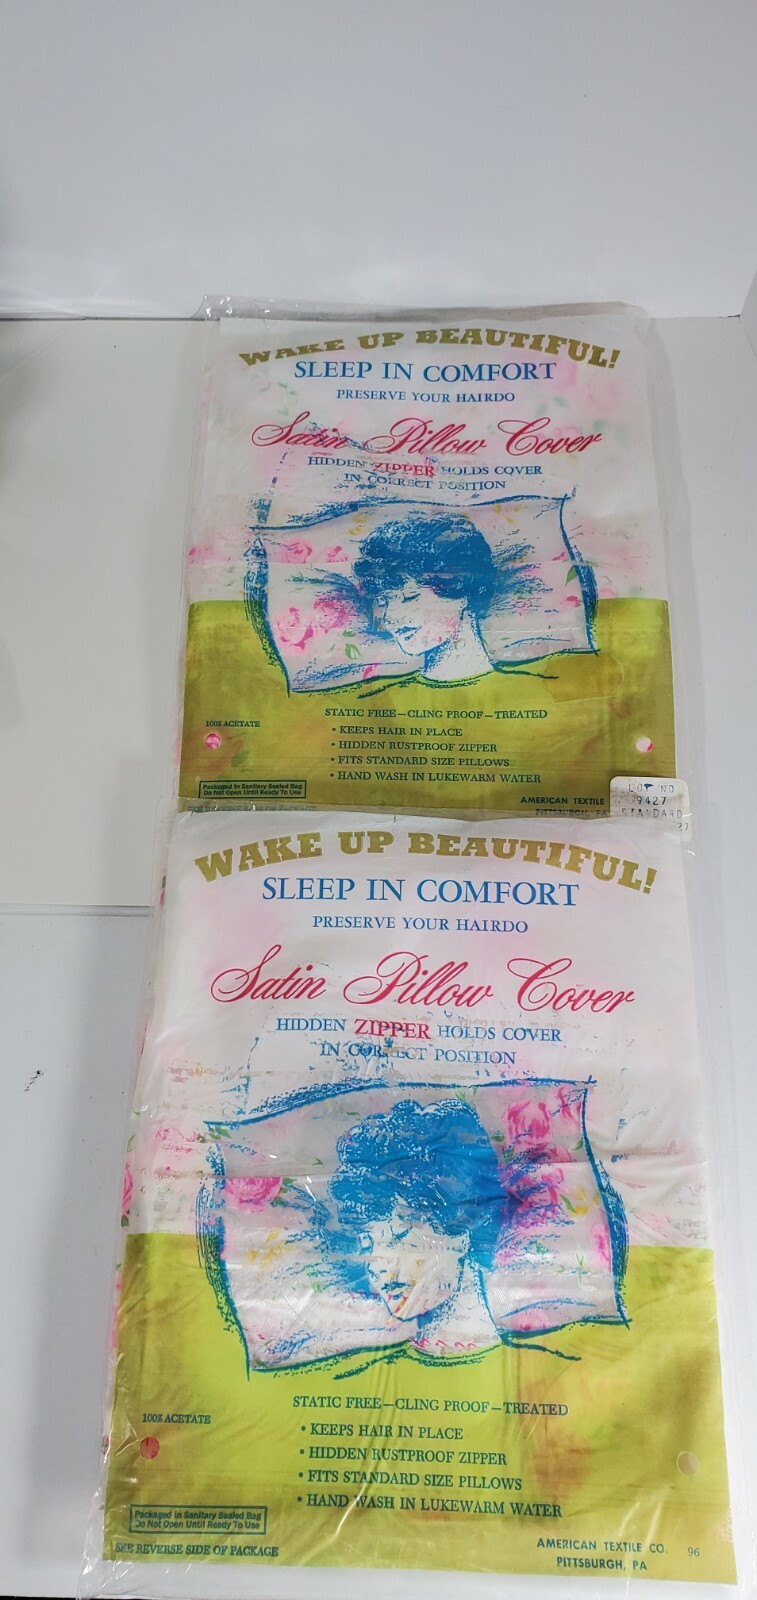 WAKE UP BEAUTIFUL!
SLEEP IN COMFORT
PRESERVE YOUR HAIRDO
Satin Pillow Cover
HIDDEN ZIPPER HOLDS COVER
IN CORRECT POSITION
STATIC FREE—CLING PROOF—TREATED
100% ACETATE
• KEEPS HAIR IN PLACE
• HIDDEN RUSTPROOF ZIPPER
• FITS STANDARD SIZE PILLOWS
• HAND WASH IN LUKEWARM WATER
Packaged in Sanitary Sealed Bag
Do Not Open Until Ready To Use
AMERICAN TEXTILE
PITTSBURGH, PA
LOT NO
9427
STANDARD
27
WAKE UP BEAUTIFUL!
SLEEP IN COMFORT
PRESERVE YOUR HAIRDO
Satin Pillow Cover
HIDDEN ZIPPER HOLDS COVER
IN CORRECT POSITION
STATIC FREE—CLING PROOF—TREATED
100% ACETATE
• KEEPS HAIR IN PLACE
• HIDDEN RUSTPROOF ZIPPER
• FITS STANDARD SIZE PILLOWS
• HAND WASH IN LUKEWARM WATER
Packaged in Sanitary Sealed Bag
Do Not Open Until Ready To Use
SEE REVERSE SIDE OF PACKAGE
AMERICAN TEXTILE CO. 96
PITTSBURGH, PA